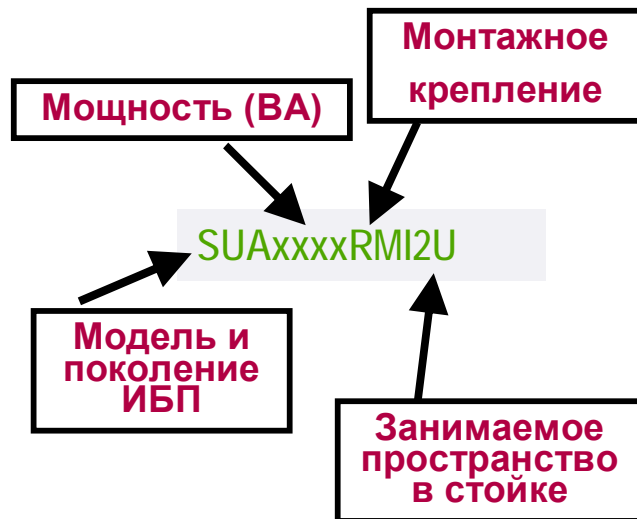 Монтажное
крепление
Мощность (ВА)
SUAxxxxRMI2U
Модель и
поколение
ИБП
Занимаемое
пространство
в стойке